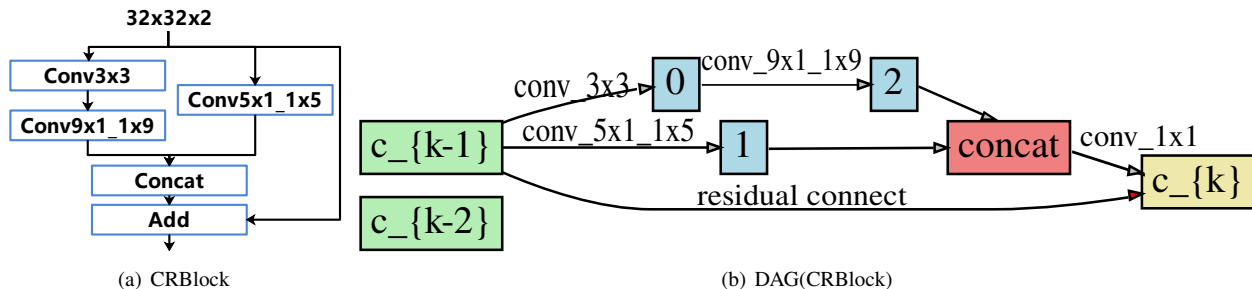 32x32x2
Conv3x3
Conv5x1_1x5
Conv9x1_1x9
Concat
Add
(a) CRBlock
conv_3x3
0
conv_9x1_1x9
2
c_{k-1}
conv_5x1_1x5
1
concat
conv_1x1
c_{k}
residual connect
c_{k-2}
(b) DAG(CRBlock)